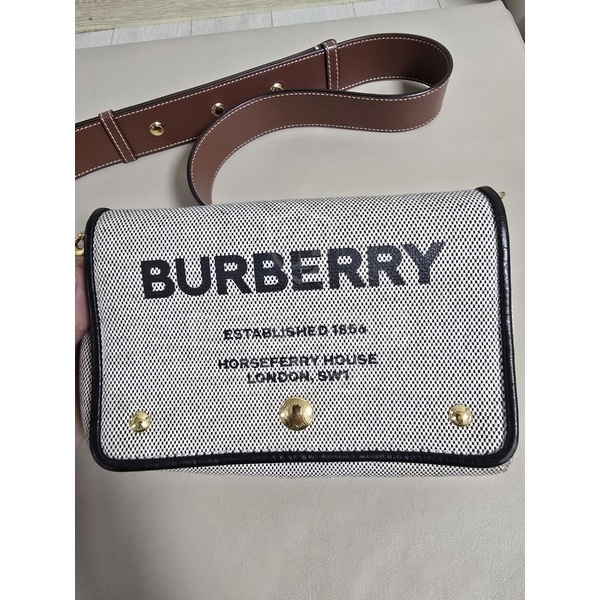 BURBERRY
ESTABLISHED 1856
HORSEFERRY HOUSE
LONDON, SW1